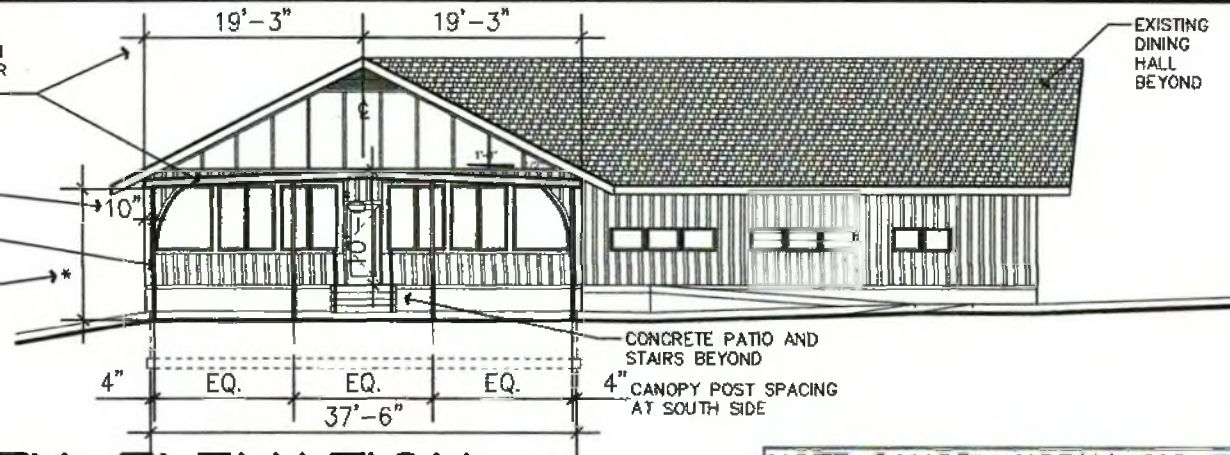 19'-3" 19'-3"
EXISTING
DINING
HALL
BEYOND
10"
*
CONCRETE PATIO AND
STAIRS BEYOND
4" EQ. EQ. EQ. 4"
CANOPY POST SPACING
AT SOUTH SIDE
37'-6"